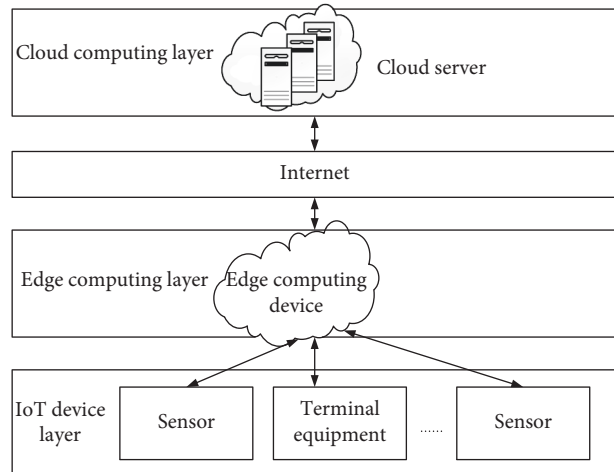 Cloud computing layer
Cloud server
Internet
Edge computing layer
Edge computing
device
IoT device
layer
Sensor
Terminal
equipment
......
Sensor